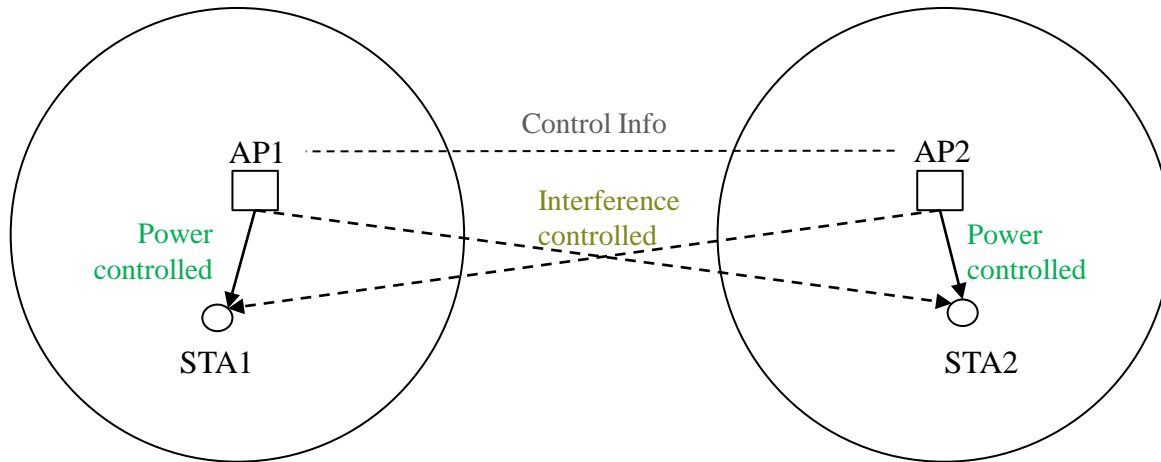 Control Info
AP1
AP2
Interference
controlled
Power
controlled
Power
controlled
STA1
STA2